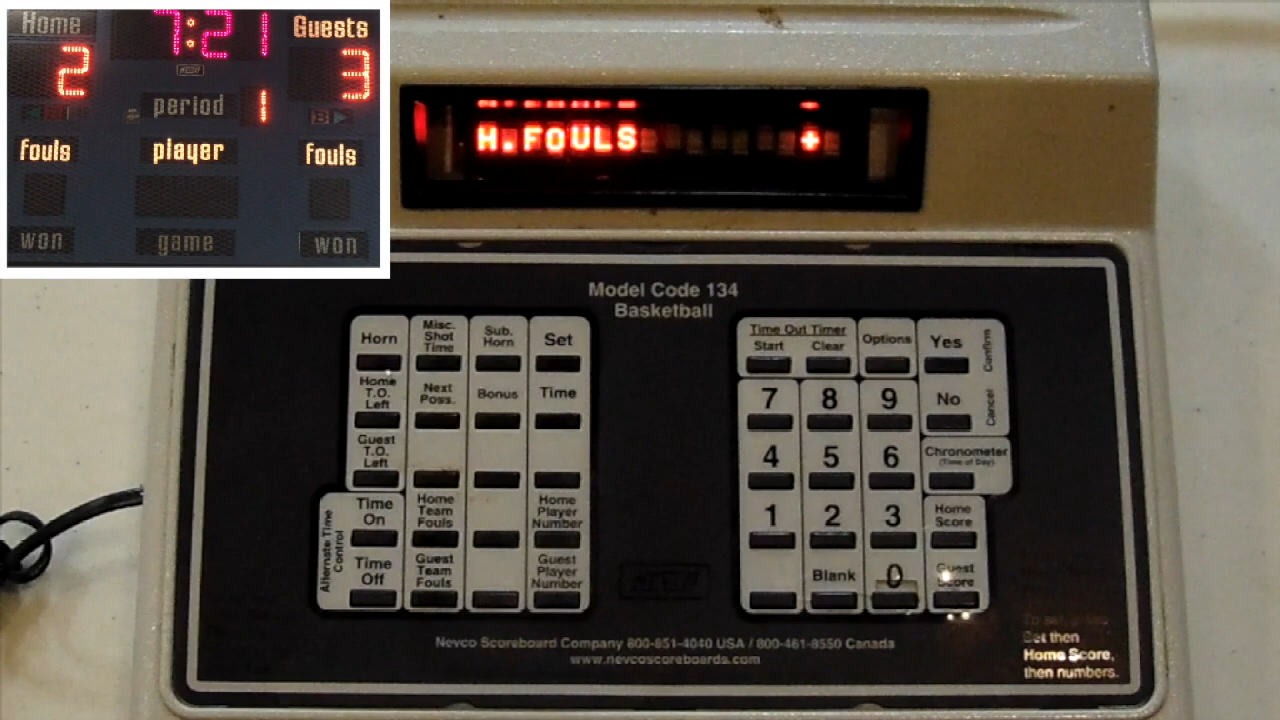 Home
7:21
Guests
2
3
period
1
fouls
player
fouls
won
game
won
H.FOULS +
Model Code 134
Basketball
Horn
Misc.
Shot
Time
Sub.
Horn
Set
Home
T.O.
Left
Next
Poss.
Bonus
Time
Guest
T.O.
Left
Alternate Time
Control
Time
On
Home
Team
Fouls
Home
Player
Number
Time
Off
Guest
Team
Fouls
Guest
Player
Number
Time Out Timer
Start
Clear
Options
Yes
Confirm
7
8
9
No
Cancel
4
5
6
Chronometer
(Time of Day)
1
2
3
Home
Score
Blank
0
Guest
Score
Nevco Scoreboard Company 800-851-4040 USA / 800-461-8550 Canada
www.nevcoscoreboards.com
Set then
Home Score,
then numbers.